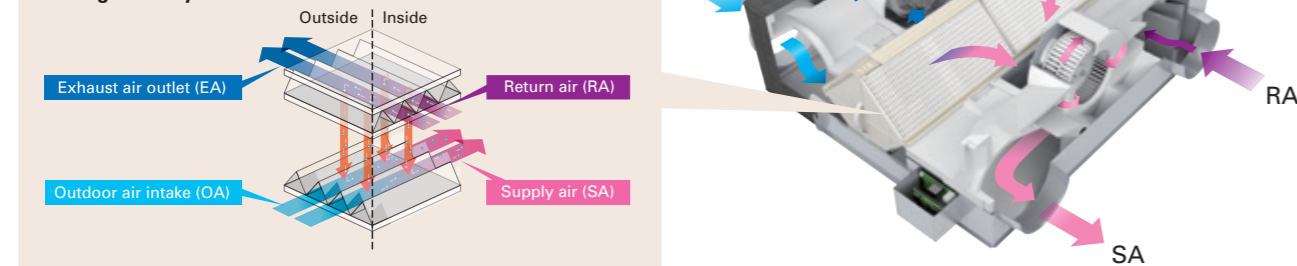 Outside
Inside
Exhaust air outlet (EA)
Return air (RA)
Outdoor air intake (OA)
Supply air (SA)
RA
SA